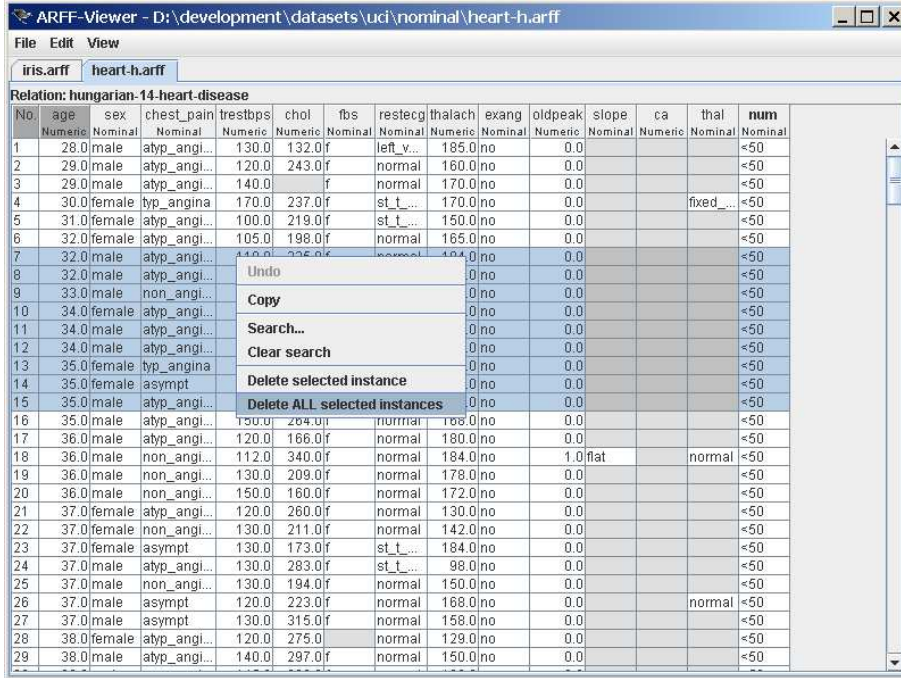 ARFF-Viewer - D:\development\datasets\uci\nominal\heart-h.arff
File Edit View
iris.arff heart-h.arff
Relation: hungarian-14-heart-disease
No. age sex chest_pain trestbps chol fbs restecg thalach exang oldpeak slope ca thal num
Numeric Nominal Nominal Numeric Numeric Nominal Nominal Numeric Nominal Numeric Nominal Numeric Nominal Nominal
1 28.0 male atyp_angi... 130.0 132.0 f left_v... 185.0 no 0.0 <50
2 29.0 male atyp_angi... 120.0 243.0 f normal 160.0 no 0.0 <50
3 29.0 male atyp_angi... 140.0 f normal 170.0 no 0.0 <50
4 30.0 female typ_angina 170.0 237.0 f st_t_... 170.0 no 0.0 fixed_... <50
5 31.0 female atyp_angi... 100.0 219.0 f st_t_... 150.0 no 0.0 <50
6 32.0 female atyp_angi... 105.0 198.0 f normal 165.0 no 0.0 <50
7 32.0 male atyp_angi... 0.0 <50
8 32.0 male atyp_angi... Undo .0 no 0.0 <50
9 33.0 male non_angi... Copy .0 no 0.0 <50
10 34.0 female atyp_angi... .0 no 0.0 <50
11 34.0 male atyp_angi... Search... .0 no 0.0 <50
12 34.0 male atyp_angi... Clear search .0 no 0.0 <50
13 35.0 female typ_angina .0 no 0.0 <50
14 35.0 female asympt Delete selected instance .0 no 0.0 <50
15 35.0 male atyp_angi... Delete ALL selected instances .0 no 0.0 <50
16 35.0 male atyp_angi... 150.0 264.0 f normal 168.0 no 0.0 <50
17 36.0 male atyp_angi... 120.0 166.0 f normal 180.0 no 0.0 <50
18 36.0 male non_angi... 112.0 340.0 f normal 184.0 no 1.0 flat normal <50
19 36.0 male non_angi... 130.0 209.0 f normal 178.0 no 0.0 <50
20 36.0 male non_angi... 150.0 160.0 f normal 172.0 no 0.0 <50
21 37.0 female atyp_angi... 120.0 260.0 f normal 130.0 no 0.0 <50
22 37.0 female non_angi... 130.0 211.0 f normal 142.0 no 0.0 <50
23 37.0 female asympt 130.0 173.0 f st_t_... 184.0 no 0.0 <50
24 37.0 male atyp_angi... 130.0 283.0 f st_t_... 98.0 no 0.0 <50
25 37.0 male non_angi... 130.0 194.0 f normal 150.0 no 0.0 <50
26 37.0 male asympt 120.0 223.0 f normal 168.0 no 0.0 normal <50
27 37.0 male asympt 130.0 315.0 f normal 158.0 no 0.0 <50
28 38.0 female atyp_angi... 120.0 275.0 normal 129.0 no 0.0 <50
29 38.0 male atyp_angi... 140.0 297.0 f normal 150.0 no 0.0 <50